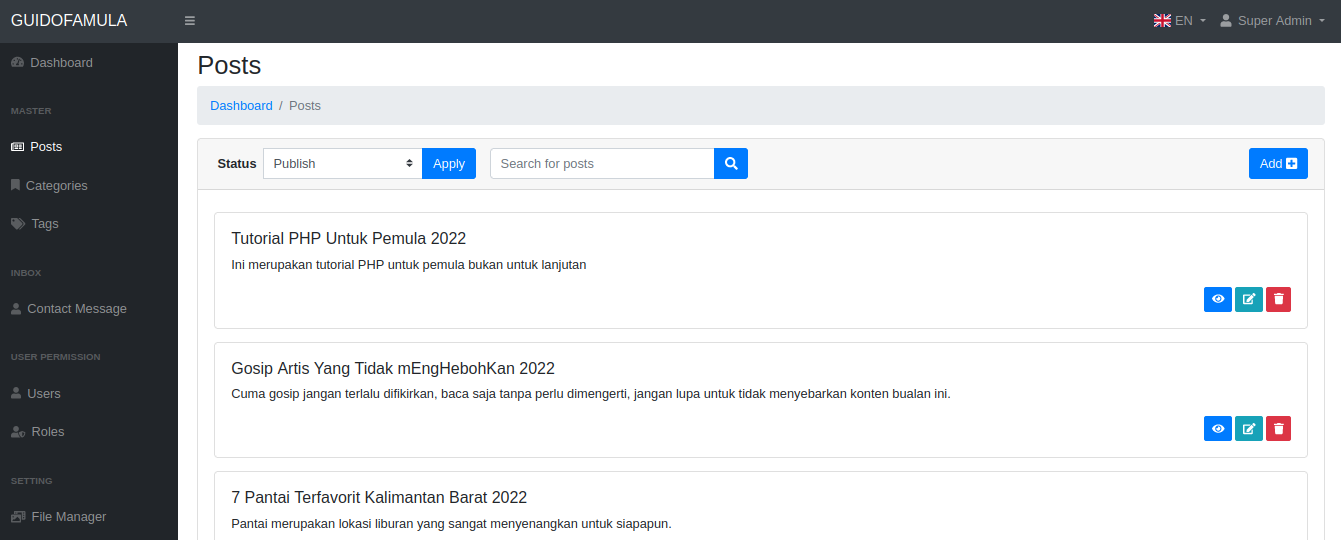 GUIDOFAMULA
EN
Super Admin
Dashboard
MASTER
Posts
Categories
Tags
INBOX
Contact Message
USER PERMISSION
Users
Roles
SETTING
File Manager
Posts
Dashboard / Posts
Status Publish Apply Search for posts Add
Tutorial PHP Untuk Pemula 2022
Ini merupakan tutorial PHP untuk pemula bukan untuk lanjutan
Gosip Artis Yang Tidak mEngHebohKan 2022
Cuma gosip jangan terlalu difikirkan, baca saja tanpa perlu dimengerti, jangan lupa untuk tidak menyebarkan konten bualan ini.
7 Pantai Terfavorit Kalimantan Barat 2022
Pantai merupakan lokasi liburan yang sangat menyenangkan untuk siapapun.